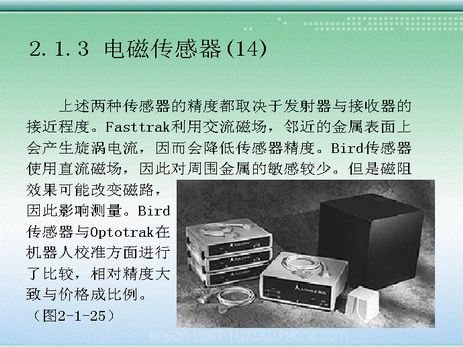 2.1.3 电磁传感器(14)
上述两种传感器的精度都取决于发射器与接收器的
接近程度。Fasttrak利用交流磁场，邻近的金属表面上
会产生旋涡电流，因而会降低传感器精度。Bird传感器
使用直流磁场，因此对周围金属的敏感较少。但是磁阻
效果可能改变磁路，
因此影响测量。Bird
传感器与Optotrak在
机器人校准方面进行
了比较，相对精度大
致与价格成比例。
（图2-1-25）